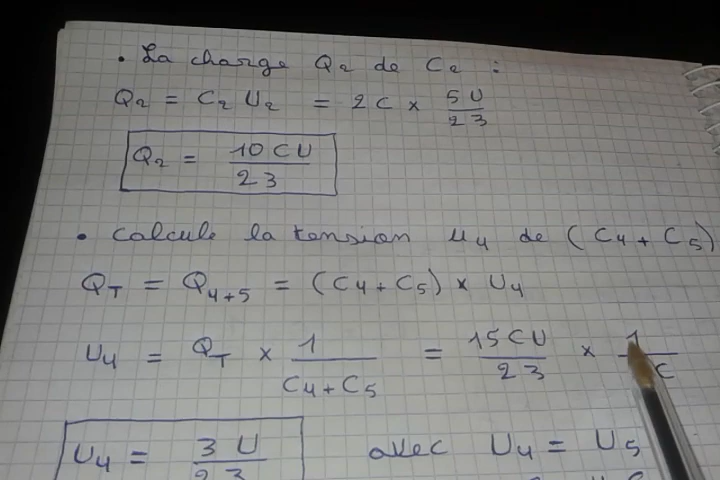 . La charge Q2 de C2 :
Q2 = C2 U2 = 2C × 5U/23
Q2 = 10CU/23
. Calcule la tension U4 de (C4 + C5)
QT = Q4+5 = (C4 + C5) × U4
U4 = QT × 1/(C4 + C5) = 15CU/23 × 1/ C
U4 = 3U/23 avec U4 = U5